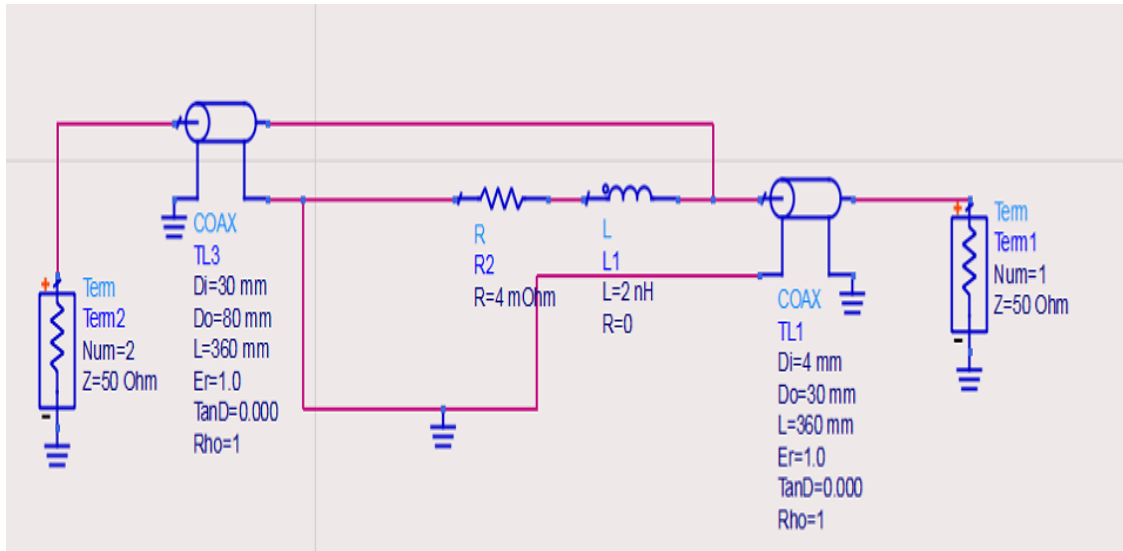 COAX
TL3
Di=30 mm
Do=80 mm
L=360 mm
Er=1.0
TanD=0.000
Rho=1
Term
Term2
Num=2
Z=50 Ohm
R
R2
R=4 mOhm
L
L1
L=2 nH
R=0
COAX
TL1
Di=4 mm
Do=30 mm
L=360 mm
Er=1.0
TanD=0.000
Rho=1
Term
Term1
Num=1
Z=50 Ohm